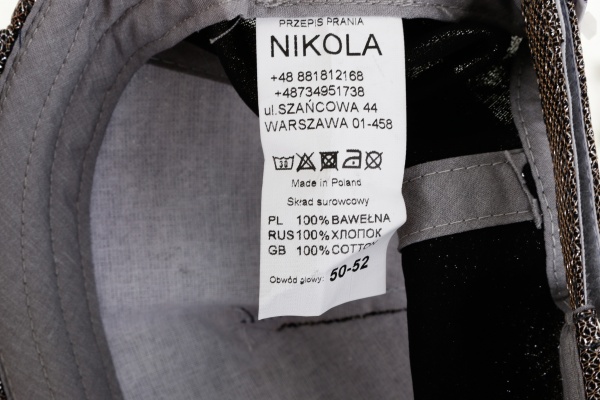 PRZEPIS PRANIA
NIKOLA
+48 881812168
+48734951738
ul.SZAŃCOWA 44
WARSZAWA 01-458
30
Made in Poland
Skład surowcowy
PL 100% BAWEŁNA
RUS 100% ХЛОПОК
GB 100% COTTON
Obwód głowy: 50-52